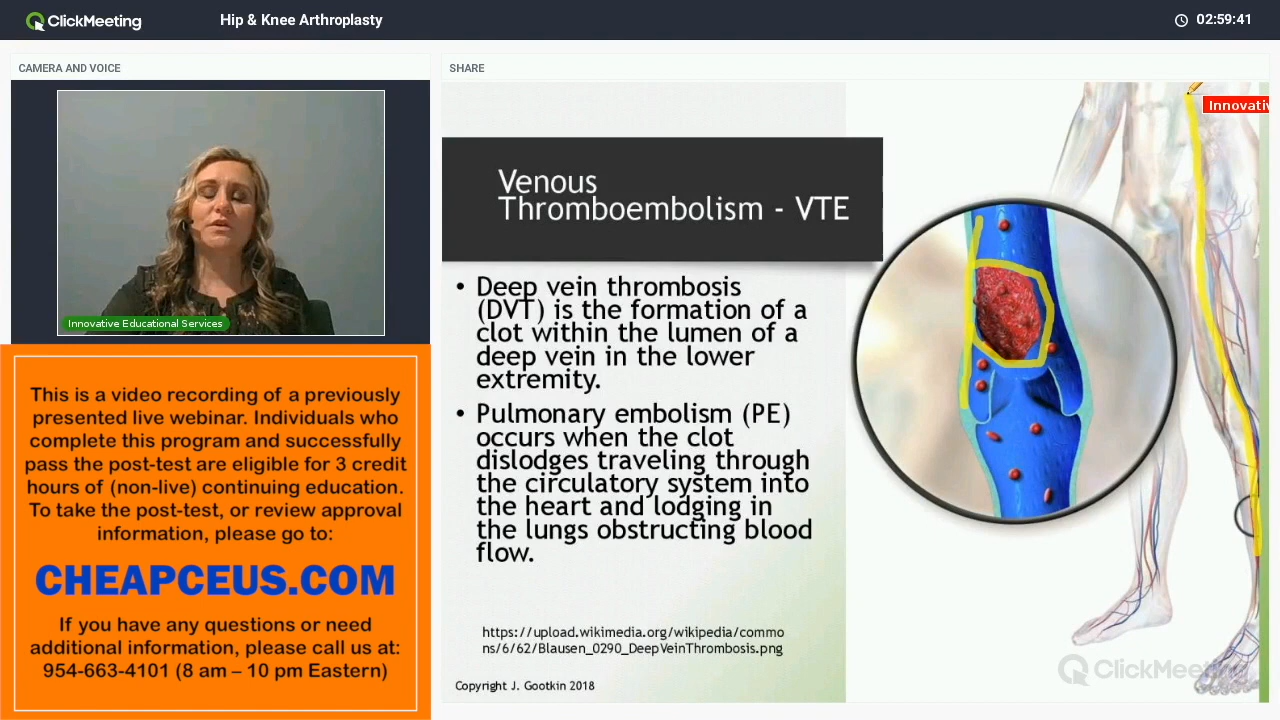 ClickMeeting
Hip & Knee Arthroplasty
02:59:41
CAMERA AND VOICE
SHARE
Innovative Educational Services
This is a video recording of a previously
presented live webinar. Individuals who
complete this program and successfully
pass the post-test are eligible for 3 credit
hours of (non-live) continuing education.
To take the post-test, or review approval
information, please go to:
CHEAPCEUS.COM
If you have any questions or need
additional information, please call us at:
954-663-4101 (8 am – 10 pm Eastern)
Venous
Thromboembolism - VTE
• Deep vein thrombosis
(DVT) is the formation of a
clot within the lumen of a
deep vein in the lower
extremity.
• Pulmonary embolism (PE)
occurs when the clot
dislodges traveling through
the circulatory system into
the heart and lodging in
the lungs obstructing blood
flow.
https://upload.wikimedia.org/wikipedia/commo
ns/6/62/Blausen_0290_DeepVeinThrombosis.png
Copyright J. Gootkin 2018
ClickMeeting